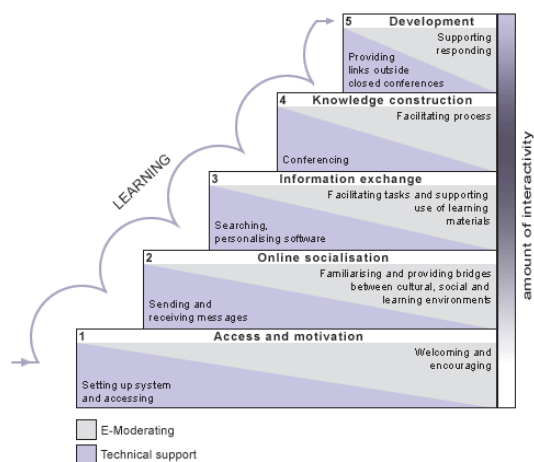 5 Development
Supporting
responding
Providing
links outside
closed conferences
4 Knowledge construction
Facilitating process
Conferencing
3 Information exchange
Facilitating tasks and supporting
use of learning
materials
Searching,
personalising software
2 Online socialisation
Familiarising and providing bridges
between cultural, social and
learning environments
Sending and
receiving messages
1 Access and motivation
Welcoming and
encouraging
Setting up system
and accessing
LEARNING
amount of interactivity
E-Moderating
Technical support